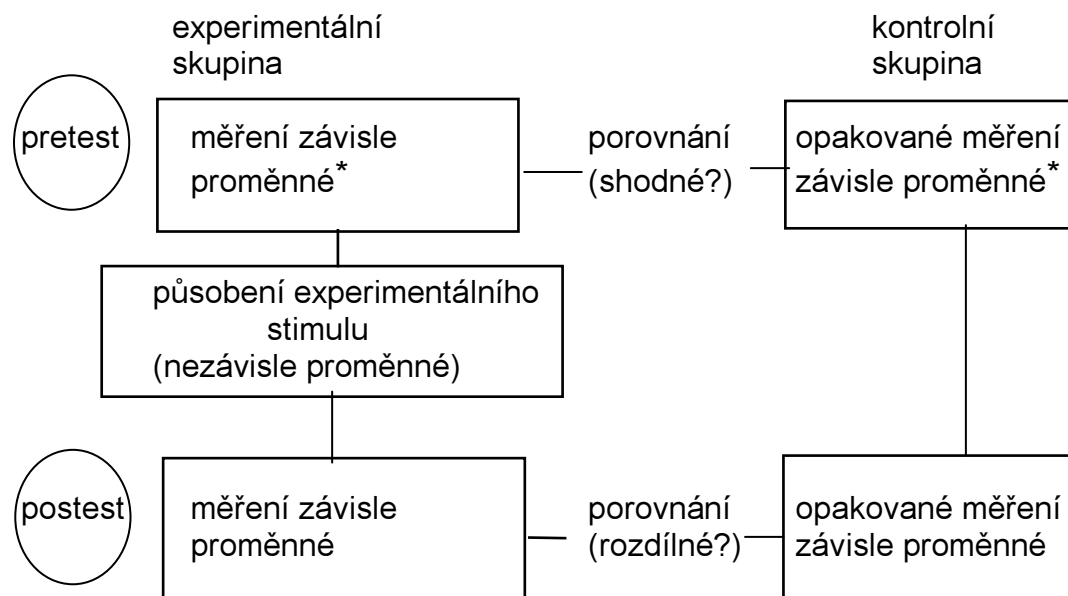 experimentální
skupina
kontrolní
skupina
pretest
měření závisle
proměnné*
porovnání
(shodné?)
opakované měření
závisle proměnné*
působení experimentálního
stimulu
(nezávisle proměnné)
postest
měření závisle
proměnné
porovnání
(rozdílné?)
opakované měření
závisle proměnné